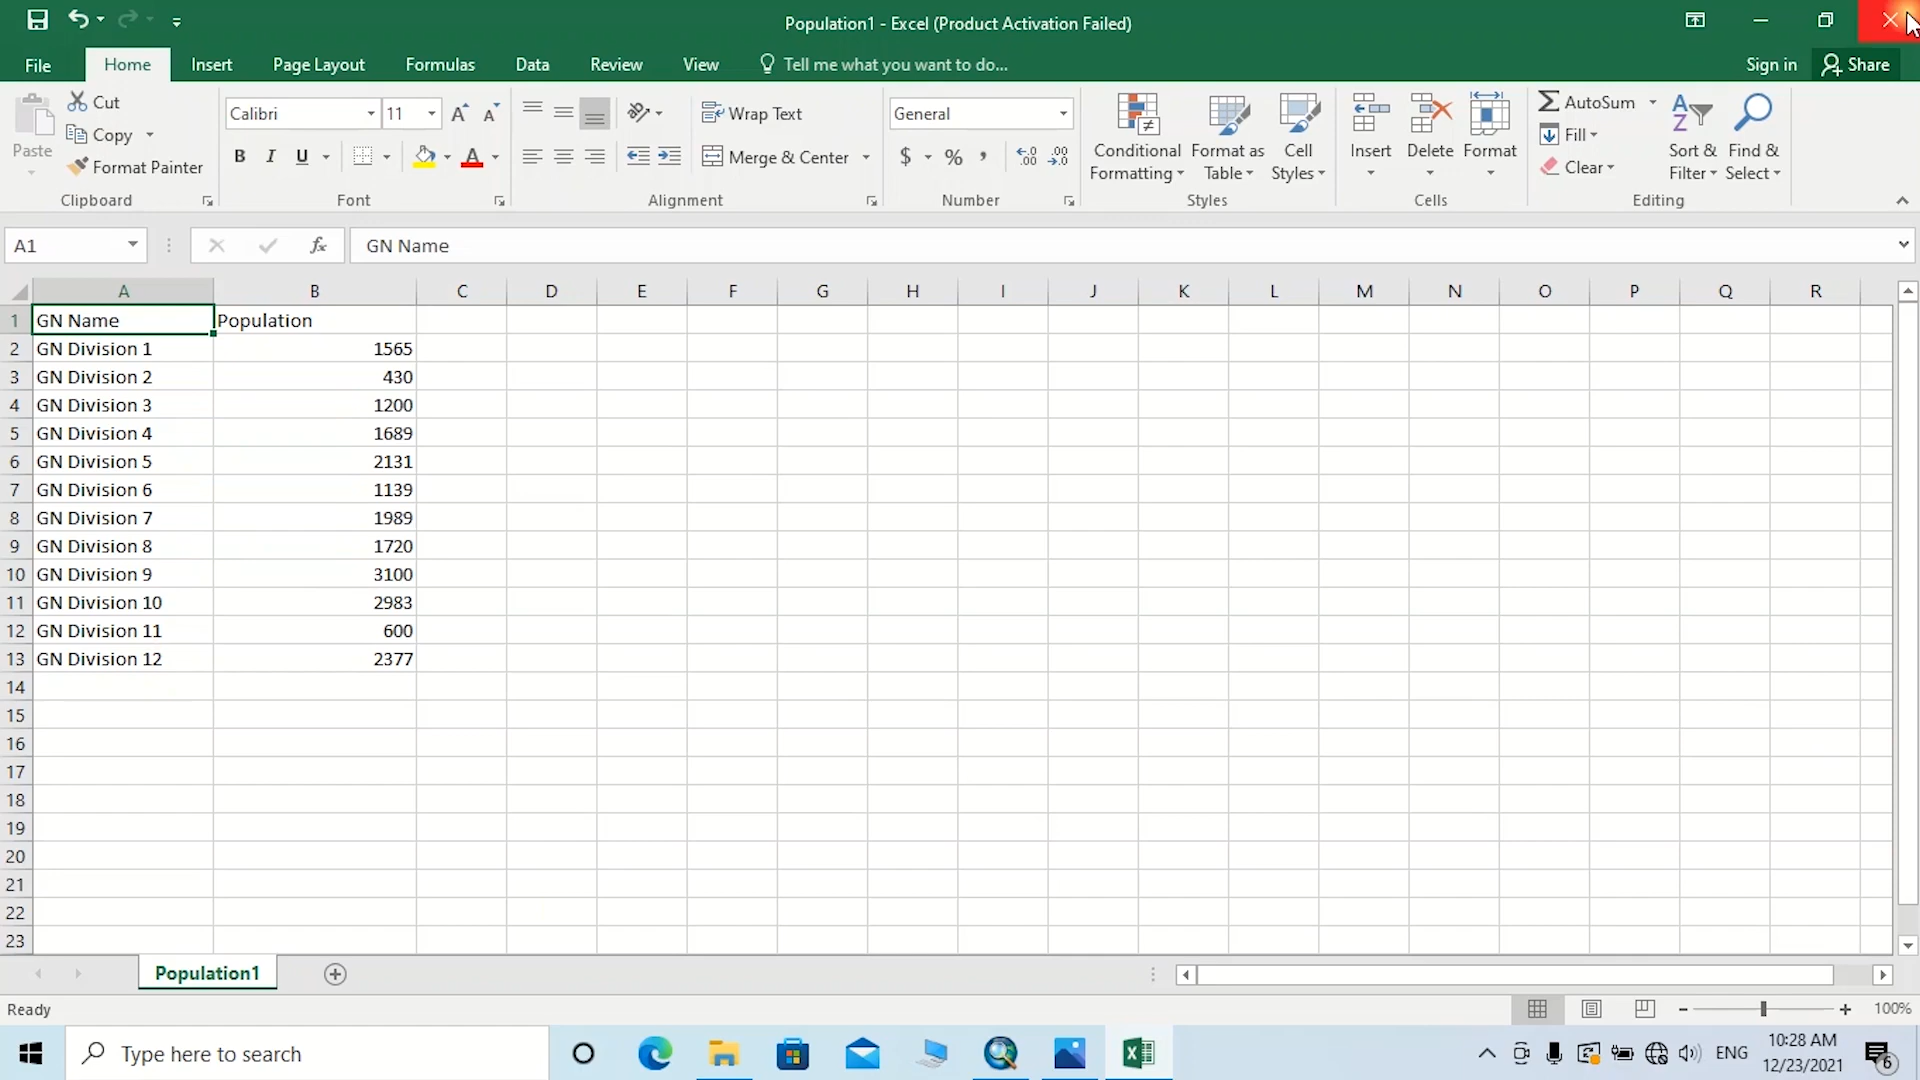 Population1 - Excel (Product Activation Failed)
File Home Insert Page Layout Formulas Data Review View Tell me what you want to do... Sign in Share
Paste
Cut
Copy
Format Painter
Clipboard
Calibri 11
B I U A
Font
Wrap Text
Merge & Center
Alignment
General
$ % ,
Number
Conditional Formatting
Format as Table
Cell Styles
Styles
Insert Delete Format
Cells
AutoSum
Fill
Clear
Sort & Filter
Find & Select
Editing
A1 fx GN Name
A B C D E F G H I J K L M N O P Q R
1 GN Name Population
2 GN Division 1 1565
3 GN Division 2 430
4 GN Division 3 1200
5 GN Division 4 1689
6 GN Division 5 2131
7 GN Division 6 1139
8 GN Division 7 1989
9 GN Division 8 1720
10 GN Division 9 3100
11 GN Division 10 2983
12 GN Division 11 600
13 GN Division 12 2377
14
15
16
17
18
19
20
21
22
23
Population1
Ready 100%
Type here to search
ENG
10:28 AM
12/23/2021
6